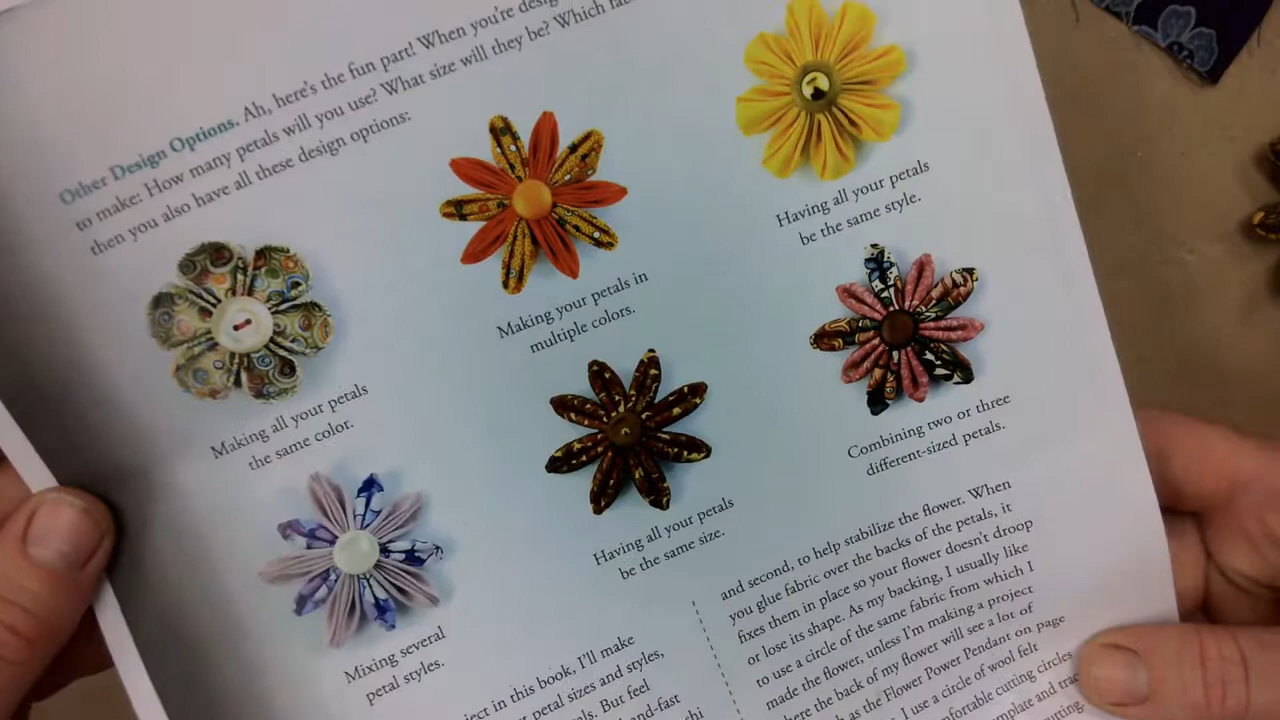 Other Design Options. Ah, here's the fun part! When you're
to make: How many petals will you use? What size will they be? Which
then you also have all these design options:
Making all your petals
the same color.
Making your petals in
multiple colors.
Having all your petals
be the same style.
Mixing several
petal styles.
Having all your petals
be the same size.
Combining two or three
different-sized petals.
in this book, I'll make
petal sizes and styles,
But feel
and second, to help stabilize the flower. When
you glue fabric over the backs of the petals, it
fixes them in place so your flower doesn't droop
or lose its shape. As my backing, I usually like
to use a circle of the same fabric from which I
made the flower, unless I'm making a project
where the back of my flower will see a lot of
as the Flower Power Pendant on page
I use a circle of wool felt
cutting circles
and